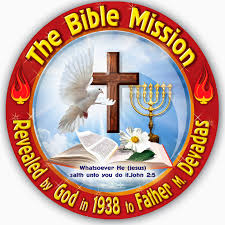 The Bible Mission
Whatsoever He (jesus)
saith unto you do it.John 2:5
Revealed by God in 1938 to Father M. Devadas